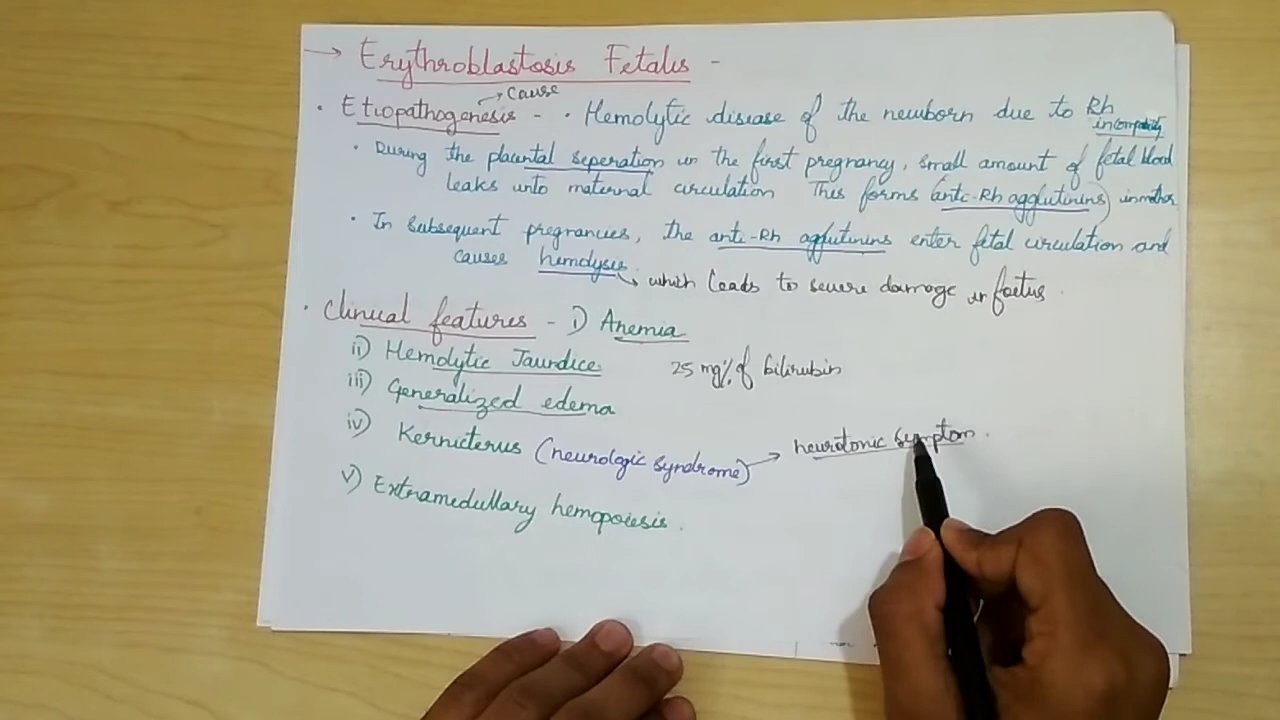 → Erythroblastosis Fetalis -
→ Cause
• Etiopathogenesis - • Hemolytic disease of the newborn due to Rh
incompatibility
• During the placental seperation in the first pregnancy, small amount of fetal blood
leaks into maternal circulation This forms (anti-Rh agglutinins) in mother
• In subsequent pregnancies, the anti-Rh agglutinins enter fetal circulation and
causes hemolysis. → which leads to severe damage in foetus.
• Clinical features - i) Anemia
ii) Hemolytic Jaundice 25 mg% of bilirubin
iii) Generalized edema
iv) Kernicterus (neurologic syndrome) → neurotonic symptom.
v) Extramedullary hemopoiesis.